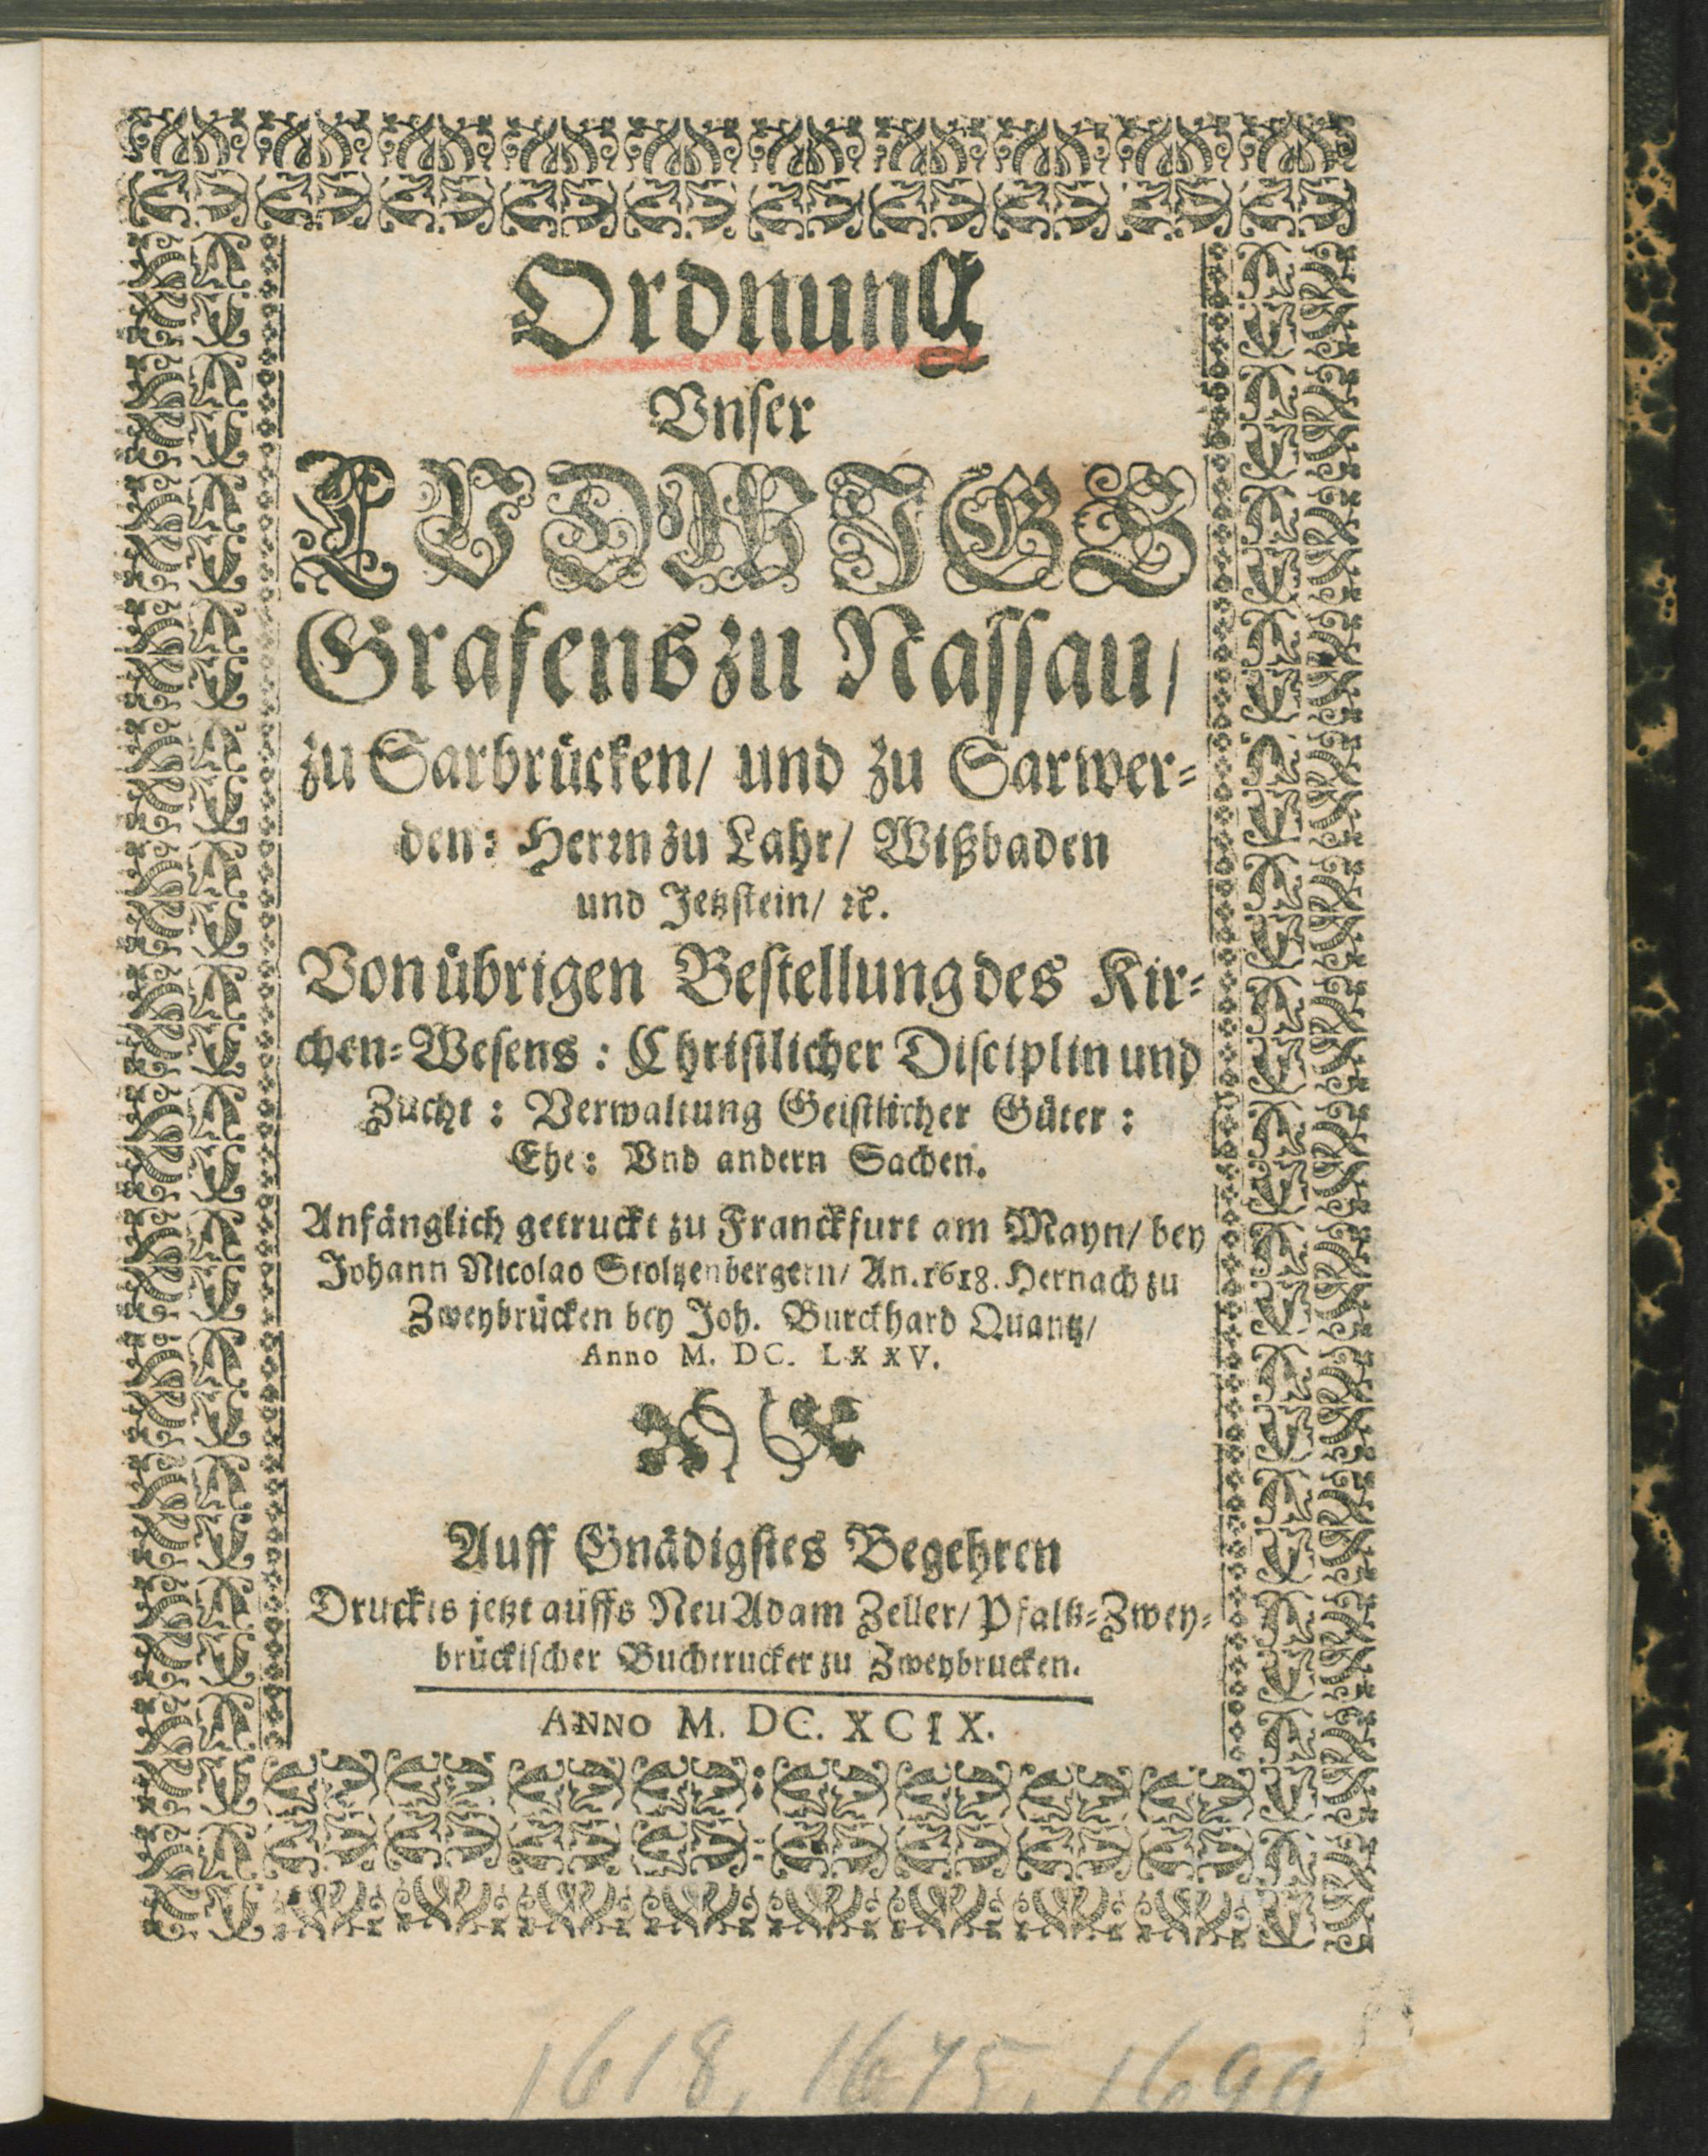 Ordnung
Vnser
LVDWIGS
Grafens zu Nassau/
zu Sarbrücken/ und zu Sarwer-
den: Herrn zu Lahr/ Wißbaden
und Jetzstein/ ꝛc.
Von übrigen Bestellung des Kir-
chen-Wesens: Christlicher Disciplin und
Zucht: Verwaltung Geistlicher Güter:
Ehe: Vnd andern Sachen.
Anfänglich getruckt zu Franckfurt am Mayn/ bey
Johann Nicolao Stoltzenbergern/ An. 1618. Hernach zu
Zweybrücken bey Joh. Burckhard Quantz/
Anno M. DC. LXXV.
Auff Gnädigstes Begehren
Druckts jetzt auffs Neu Adam Zeller/ Pfaltz-Zwey-
brückischer Buchtrucker zu Zweybrucken.
ANNO M. DC. XCIX.
1618, 1675, 1699